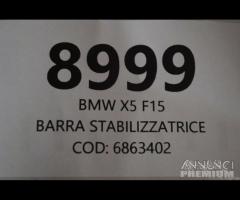 8999
BMW X5 F15
BARRA STABILIZZATRICE
COD: 6863402
ANNUNCI
PREMIUM